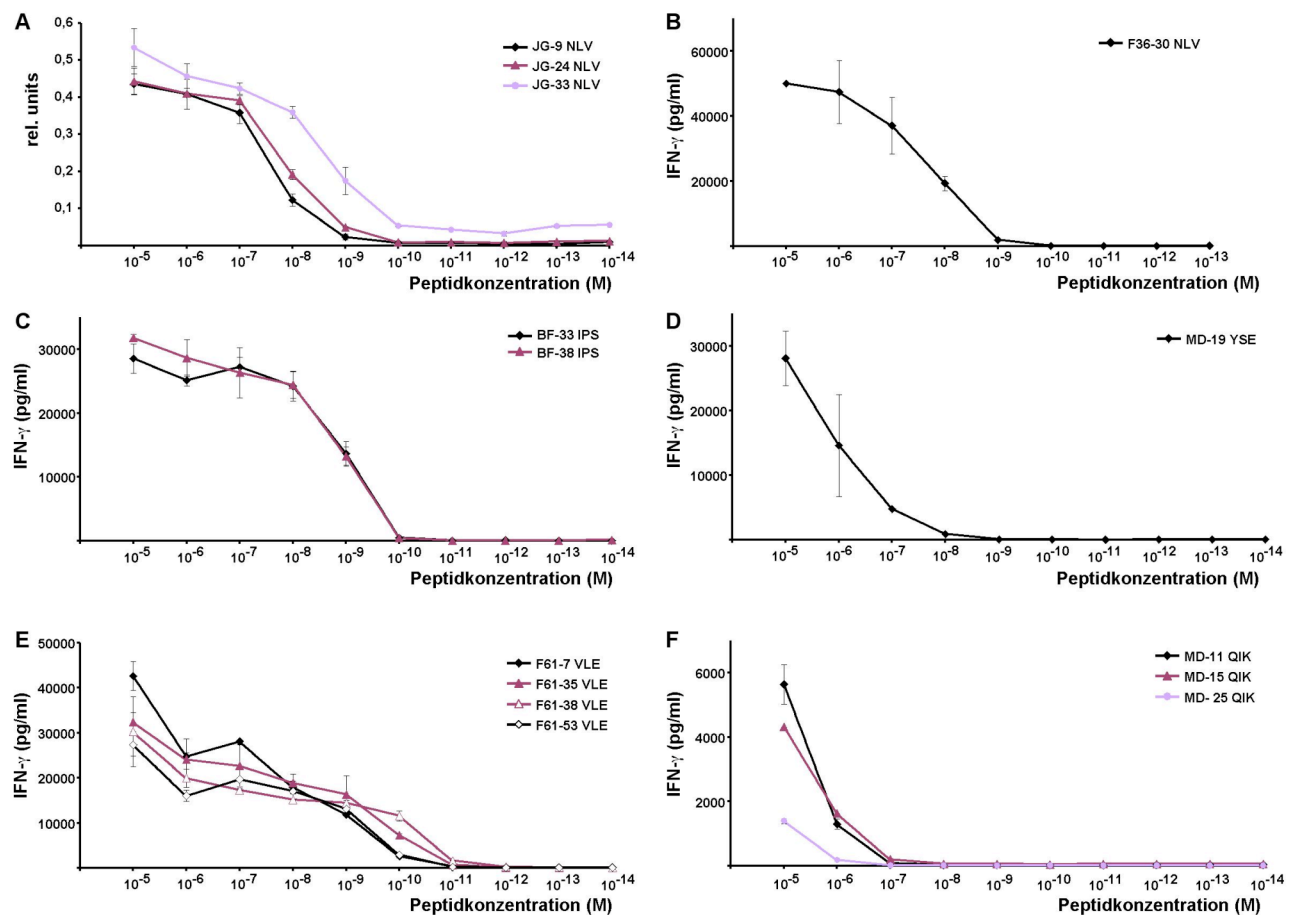 A
0,6
0,5
0,4
0,3
0,2
0,1
rel. units
JG-9 NLV
JG-24 NLV
JG-33 NLV
10-5 10-6 10-7 10-8 10-9 10-10 10-11 10-12 10-13 10-14
Peptidkonzentration (M)
B
60000
40000
20000
IFN-γ (pg/ml)
F36-30 NLV
10-5 10-6 10-7 10-8 10-9 10-10 10-11 10-12 10-13
Peptidkonzentration (M)
C
30000
20000
10000
IFN-γ (pg/ml)
BF-33 IPS
BF-38 IPS
10-5 10-6 10-7 10-8 10-9 10-10 10-11 10-12 10-13 10-14
Peptidkonzentration (M)
D
30000
20000
10000
IFN-γ (pg/ml)
MD-19 YSE
10-5 10-6 10-7 10-8 10-9 10-10 10-11 10-12 10-13 10-14
Peptidkonzentration (M)
E
50000
40000
30000
20000
10000
IFN-γ (pg/ml)
F61-7 VLE
F61-35 VLE
F61-38 VLE
F61-53 VLE
10-5 10-6 10-7 10-8 10-9 10-10 10-11 10-12 10-13 10-14
Peptidkonzentration (M)
F
6000
4000
2000
IFN-γ (pg/ml)
MD-11 QIK
MD-15 QIK
MD- 25 QIK
10-5 10-6 10-7 10-8 10-9 10-10 10-11 10-12 10-13 10-14
Peptidkonzentration (M)